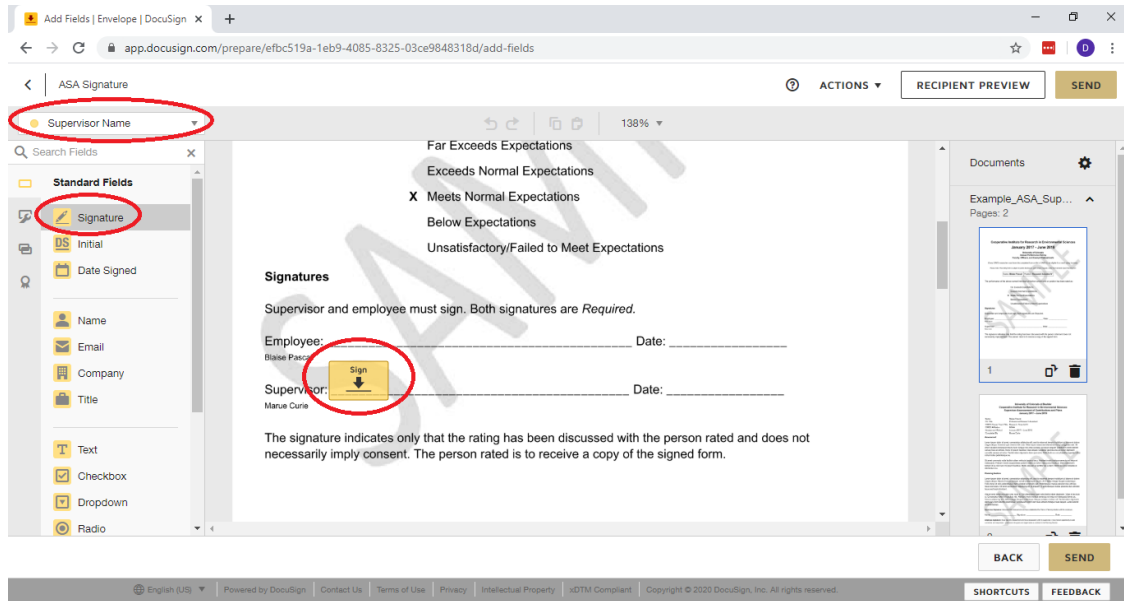 Add Fields | Envelope | DocuSign
app.docusign.com/prepare/efbc519a-1eb9-4085-8325-03ce9848318d/add-fields
D
ASA Signature
ACTIONS
RECIPIENT PREVIEW
SEND
Supervisor Name
138%
Search Fields
Standard Fields
Signature
DS Initial
Date Signed
Name
Email
Company
Title
T Text
Checkbox
Dropdown
Radio
SAMPLE
Far Exceeds Expectations
Exceeds Normal Expectations
X Meets Normal Expectations
Below Expectations
Unsatisfactory/Failed to Meet Expectations
Signatures
Supervisor and employee must sign. Both signatures are Required.
Employee: Date:
Blaise Pasca
Sign
Supervisor: Date:
Marue Curie
The signature indicates only that the rating has been discussed with the person rated and does not
necessarily imply consent. The person rated is to receive a copy of the signed form.
Documents
Example_ASA_Sup...
Pages: 2
SAMPLE
1
SAMPLE
BACK
SEND
English (US)
Powered by DocuSign
Contact Us
Terms of Use
Privacy
Intellectual Property
xDTM Compliant
Copyright © 2020 DocuSign, Inc. All rights reserved.
SHORTCUTS
FEEDBACK